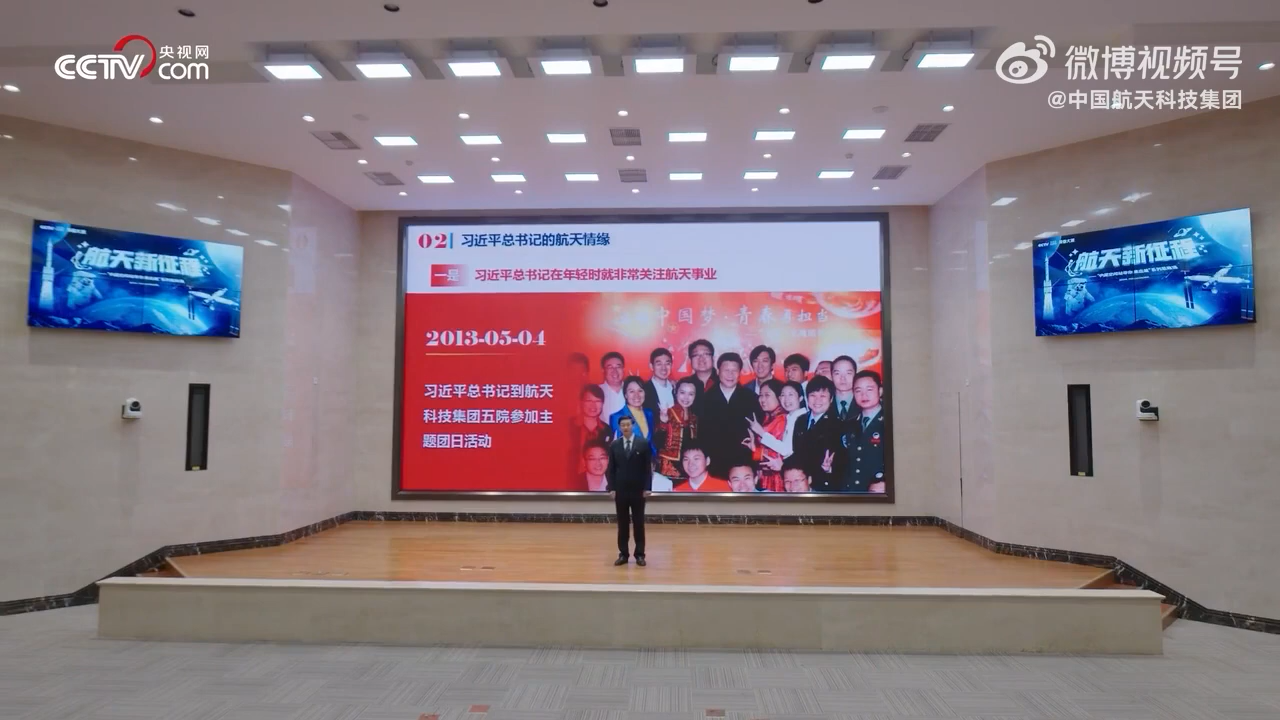 CCTV 央视网
com
微博视频号
@中国航天科技集团
02 习近平总书记的航天情缘
一是 习近平总书记在年轻时就非常关注航天事业
中国梦·青春勇担当
2013-05-04
习近平总书记到航天
科技集团五院参加主
题团日活动
航天新征程
航天新征程